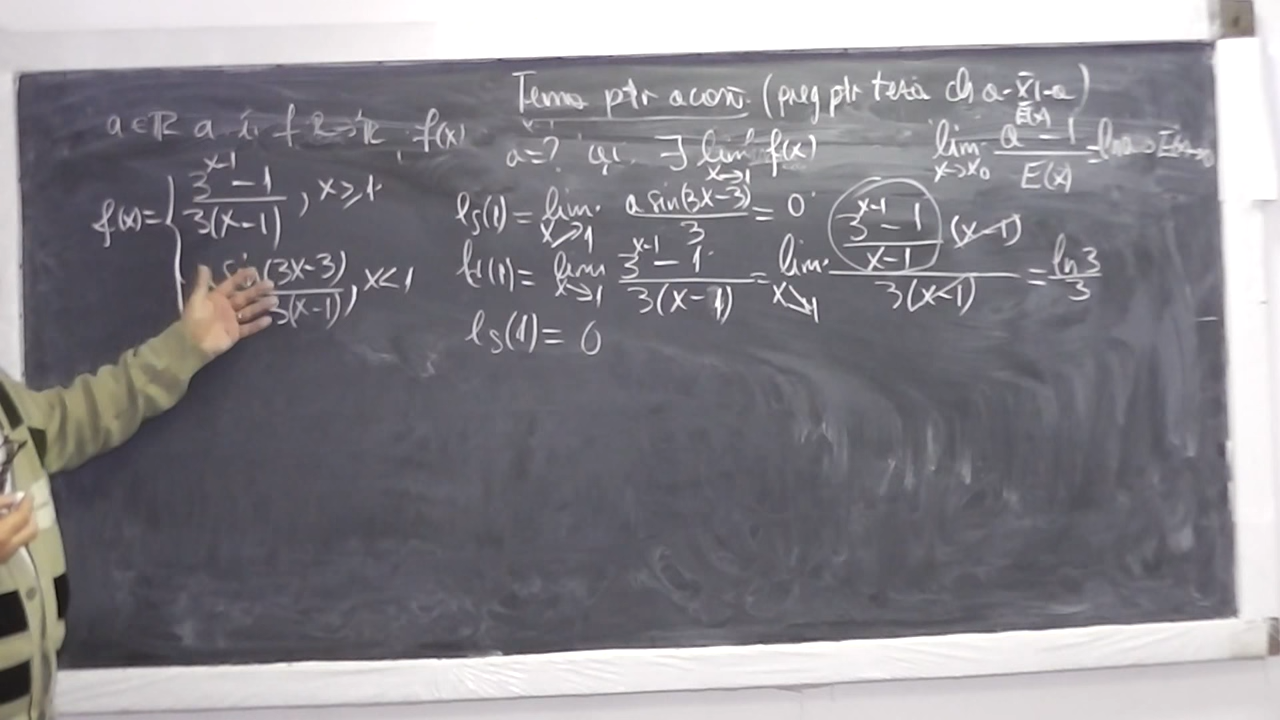 Tema ptr acasă (preg ptr teză
a∈ℝ a.î. f: ℝ→ℝ, f(x)
a=? aî. ∃ lim x→1 f(x)
lim x→x₀ (a^E(x) - 1)/E(x) = ln a
f(x)= { (3^(x-1) - 1)/(3(x-1)), x≥1
sin(3x-3)/(3(x-1)), x<1
ls(1)= lim x↗1 (a sin(3x-3))/3 = 0
ld(1)= lim x↘1 (3^(x-1) - 1)/(3(x-1)) = lim x↘1 ((3^(x-1) - 1)/(x-1) (x-1))/(3(x-1)) = ln3/3
ls(1)= 0